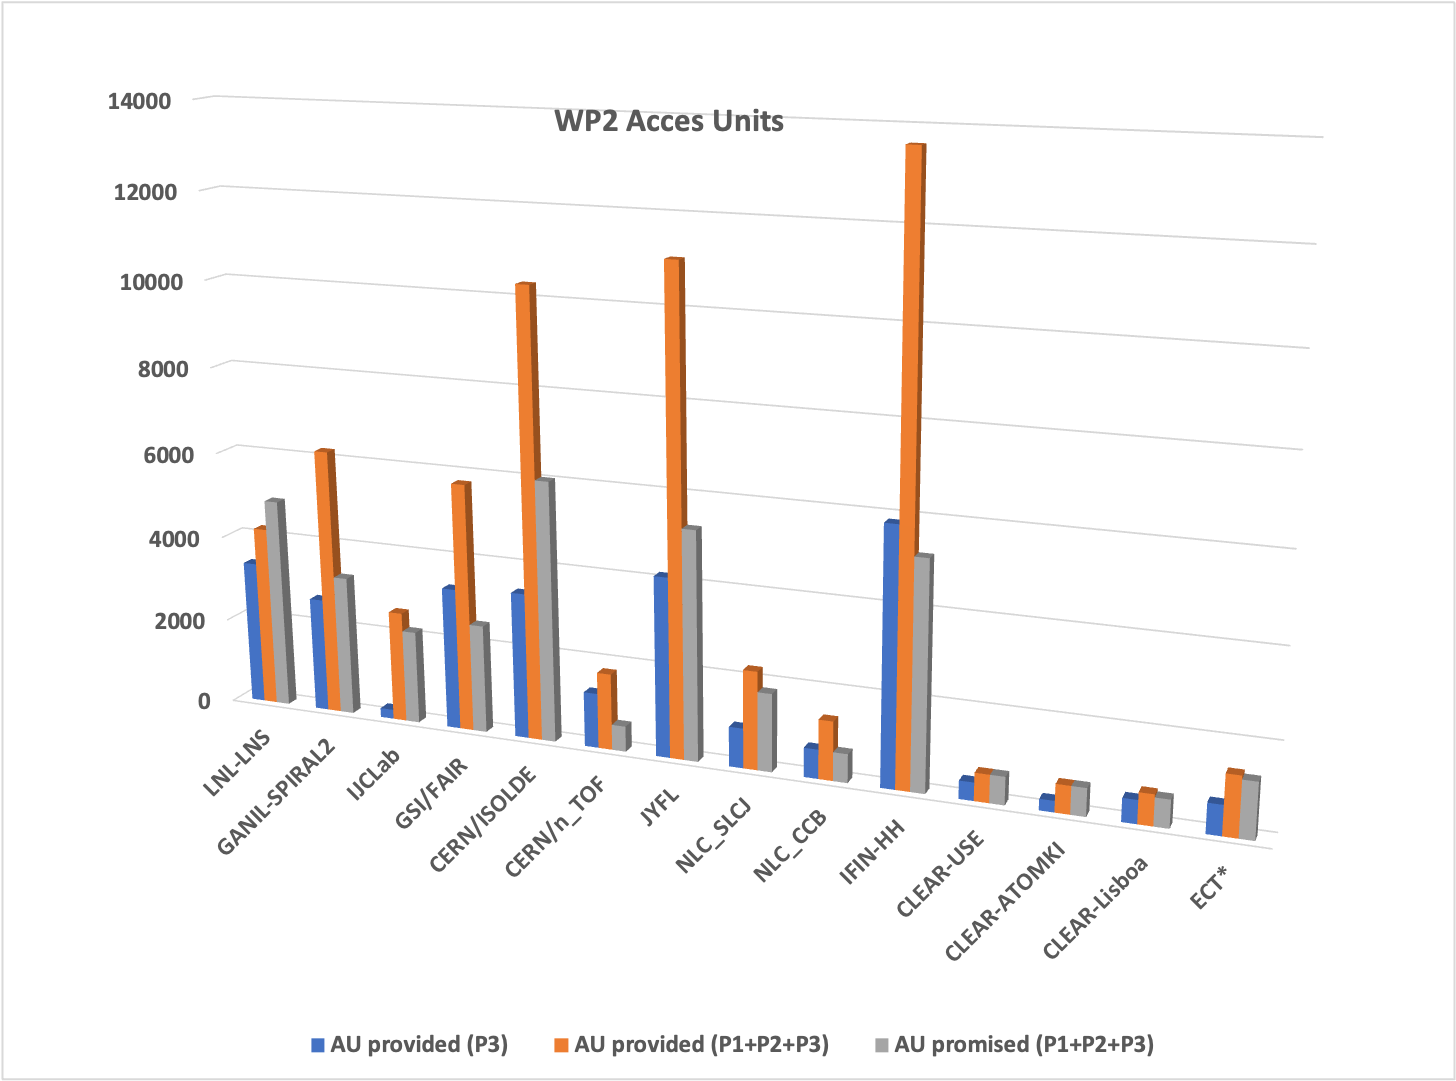 WP2 Acces Units
14000
12000
10000
8000
6000
4000
2000
0
LNL-LNS
GANIL-SPIRAL2
IJCLab
GSI/FAIR
CERN/ISOLDE
CERN/n_TOF
JYFL
NLC_SLCJ
NLC_CCB
IFIN-HH
CLEAR-USE
CLEAR-ATOMKI
CLEAR-Lisboa
ECT*
AU provided (P3)
AU provided (P1+P2+P3)
AU promised (P1+P2+P3)